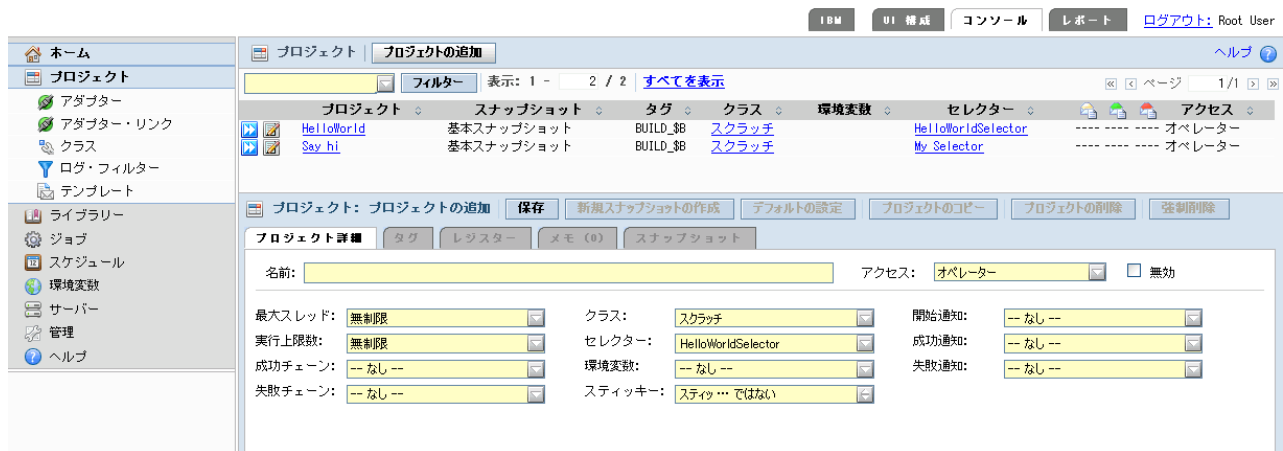 IBM UI 構成 コンソール レポート ログアウト: Root User
ホーム
プロジェクト
アダプター
アダプター・リンク
クラス
ログ・フィルター
テンプレート
ライブラリー
ジョブ
スケジュール
環境変数
サーバー
管理
ヘルプ
プロジェクト プロジェクトの追加 ヘルプ
フィルター 表示: 1 - 2 / 2 すべてを表示 ページ 1/1
プロジェクト スナップショット タグ クラス 環境変数 セレクター アクセス
HelloWorld 基本スナップショット BUILD_$B スクラッチ HelloWorldSelector ---- ---- ---- オペレーター
Say hi 基本スナップショット BUILD_$B スクラッチ My Selector ---- ---- ---- オペレーター
プロジェクト: プロジェクトの追加 保存 新規スナップショットの作成 デフォルトの設定 プロジェクトのコピー プロジェクトの削除 強制削除
プロジェクト詳細 タグ レジスター メモ (0) スナップショット
名前: アクセス: オペレーター 無効
最大スレッド: 無制限 クラス: スクラッチ 開始通知: -- なし --
実行上限数: 無制限 セレクター: HelloWorldSelector 成功通知: -- なし --
成功チェーン: -- なし -- 環境変数: -- なし -- 失敗通知: -- なし --
失敗チェーン: -- なし -- スティッキー: スティッ … ではない